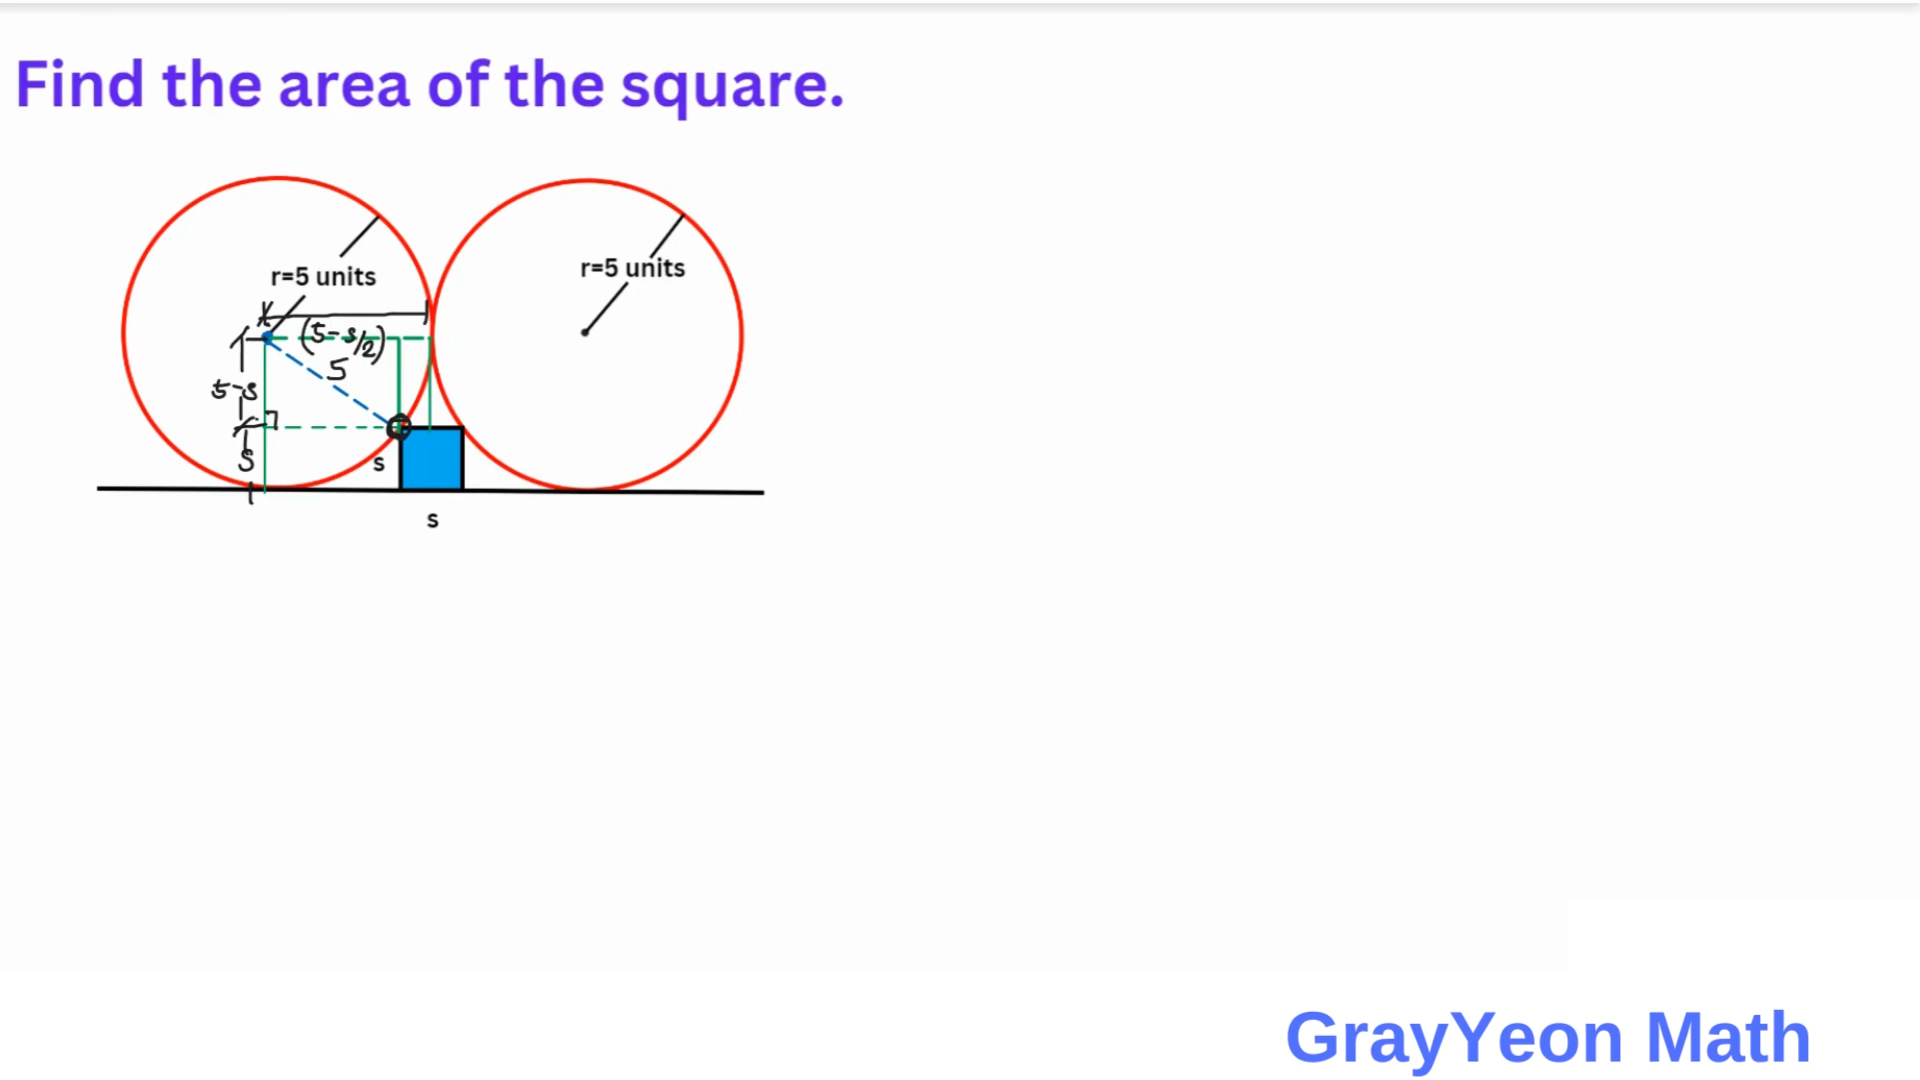 Find the area of the square.
r=5 units
r=5 units
(5-s/2)
5
5-s
s
s
s
GrayYeon Math